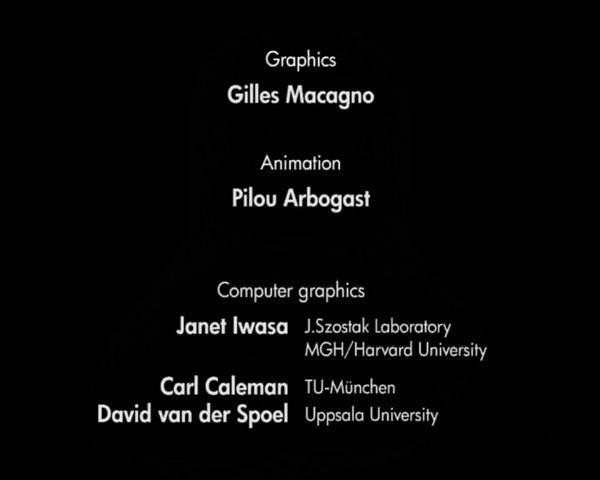 Graphics
Gilles Macagno
Animation
Pilou Arbogast
Computer graphics
Janet Iwasa J.Szostak Laboratory
MGH/Harvard University
Carl Caleman TU-München
David van der Spoel Uppsala University